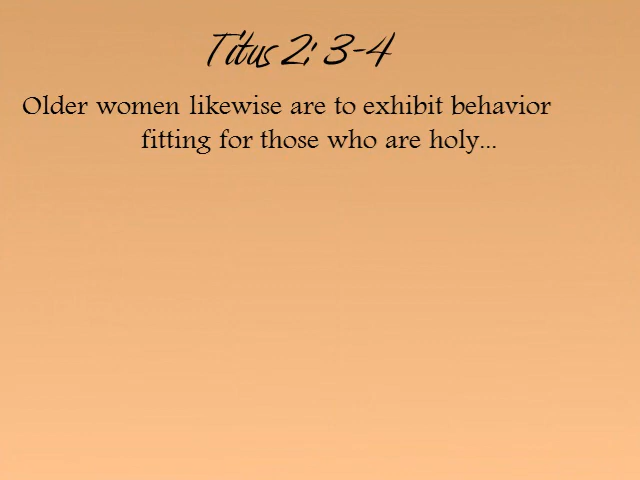 Titus 2: 3-4
Older women likewise are to exhibit behavior
fitting for those who are holy...